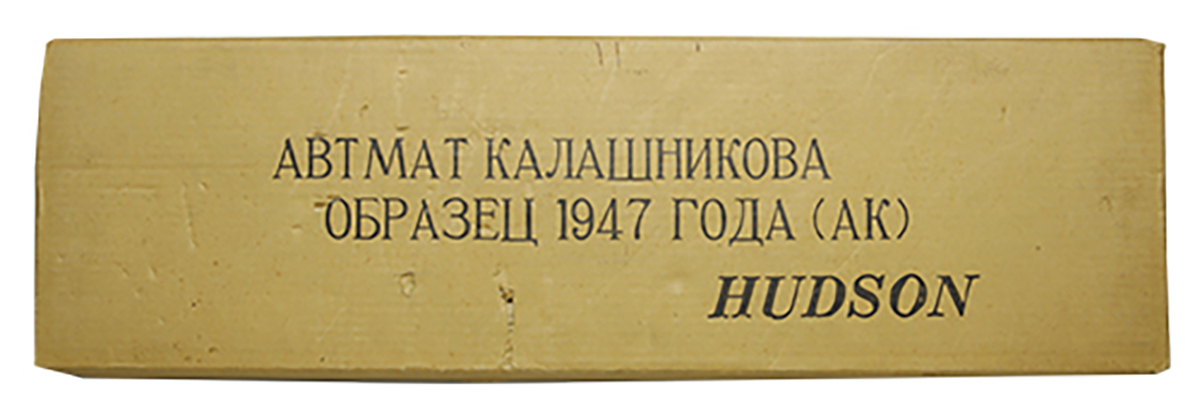 АВТМАТ КАЛАШНИКОВА
ОБРАЗЕЦ 1947 ГОДА (АК)
HUDSON